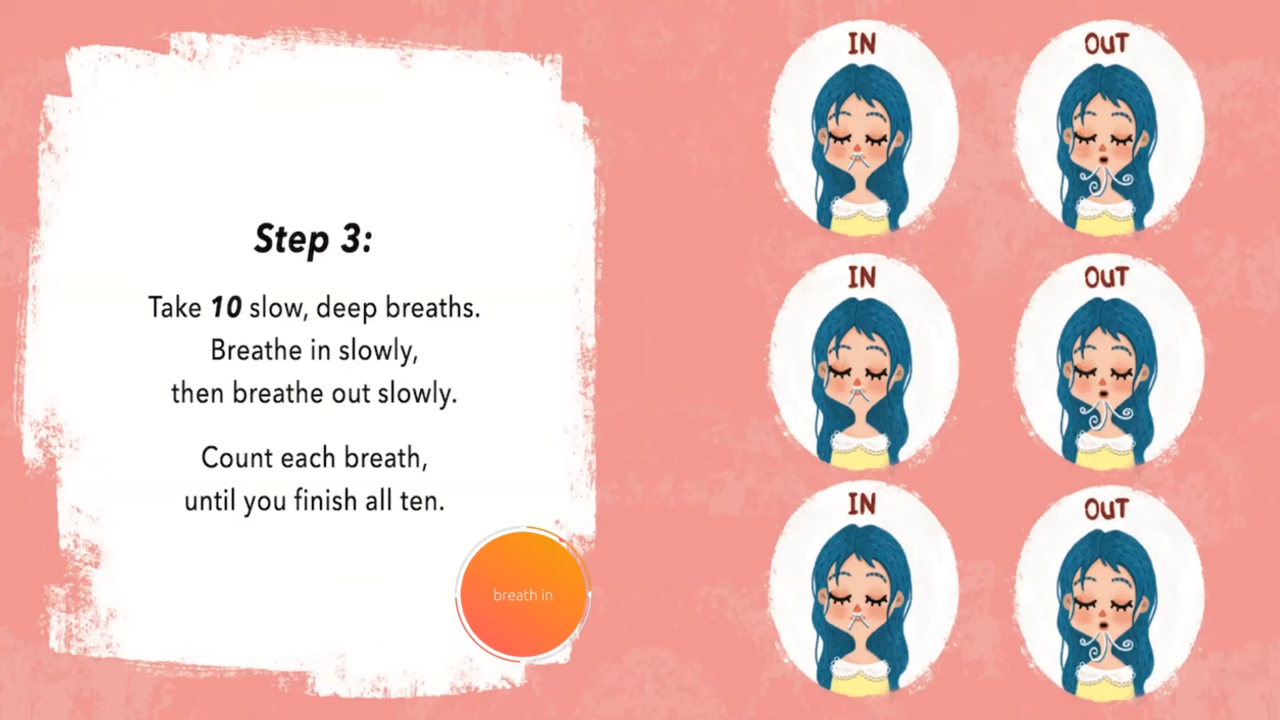 Step 3:
Take 10 slow, deep breaths.
Breathe in slowly,
then breathe out slowly.
Count each breath,
until you finish all ten.
breath in
IN
OUT
IN
OUT
IN
OUT